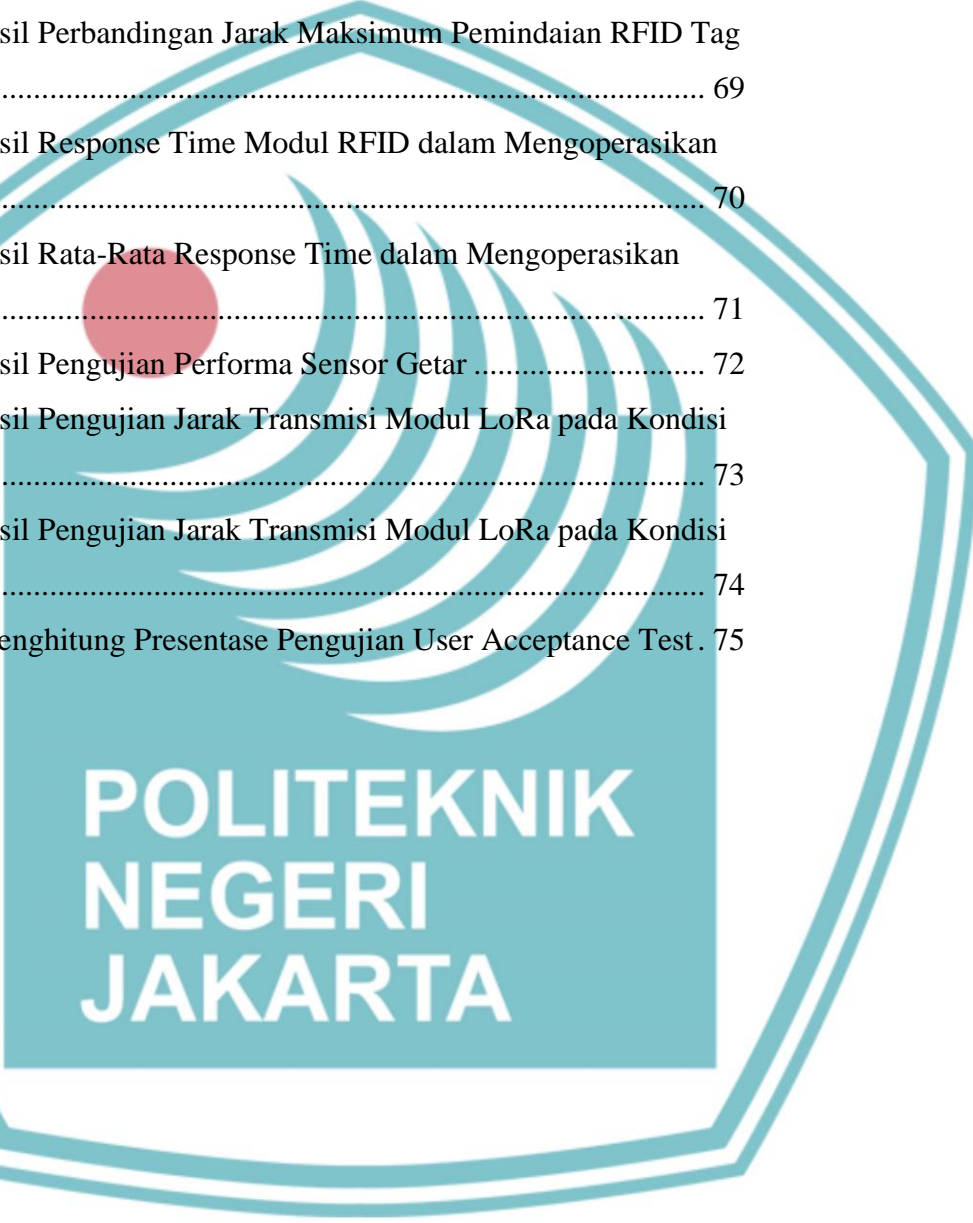 sil Perbandingan Jarak Maksimum Pemindaian RFID Tag
........................................................................................... 69
sil Response Time Modul RFID dalam Mengoperasikan
........................................................................................... 70
sil Rata-Rata Response Time dalam Mengoperasikan
........................................................................................... 71
sil Pengujian Performa Sensor Getar .............................. 72
sil Pengujian Jarak Transmisi Modul LoRa pada Kondisi
........................................................................................... 73
sil Pengujian Jarak Transmisi Modul LoRa pada Kondisi
........................................................................................... 74
enghitung Presentase Pengujian User Acceptance Test . 75
POLITEKNIK
NEGERI
JAKARTA